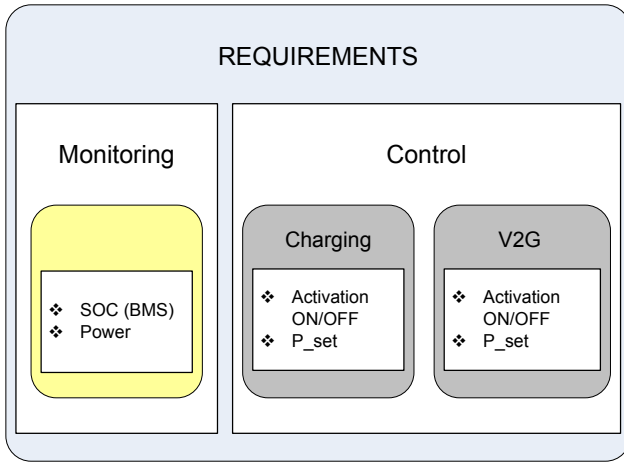 REQUIREMENTS
Monitoring
❖ SOC (BMS)
❖ Power
Control
Charging
❖ Activation
ON/OFF
❖ P_set
V2G
❖ Activation
ON/OFF
❖ P_set